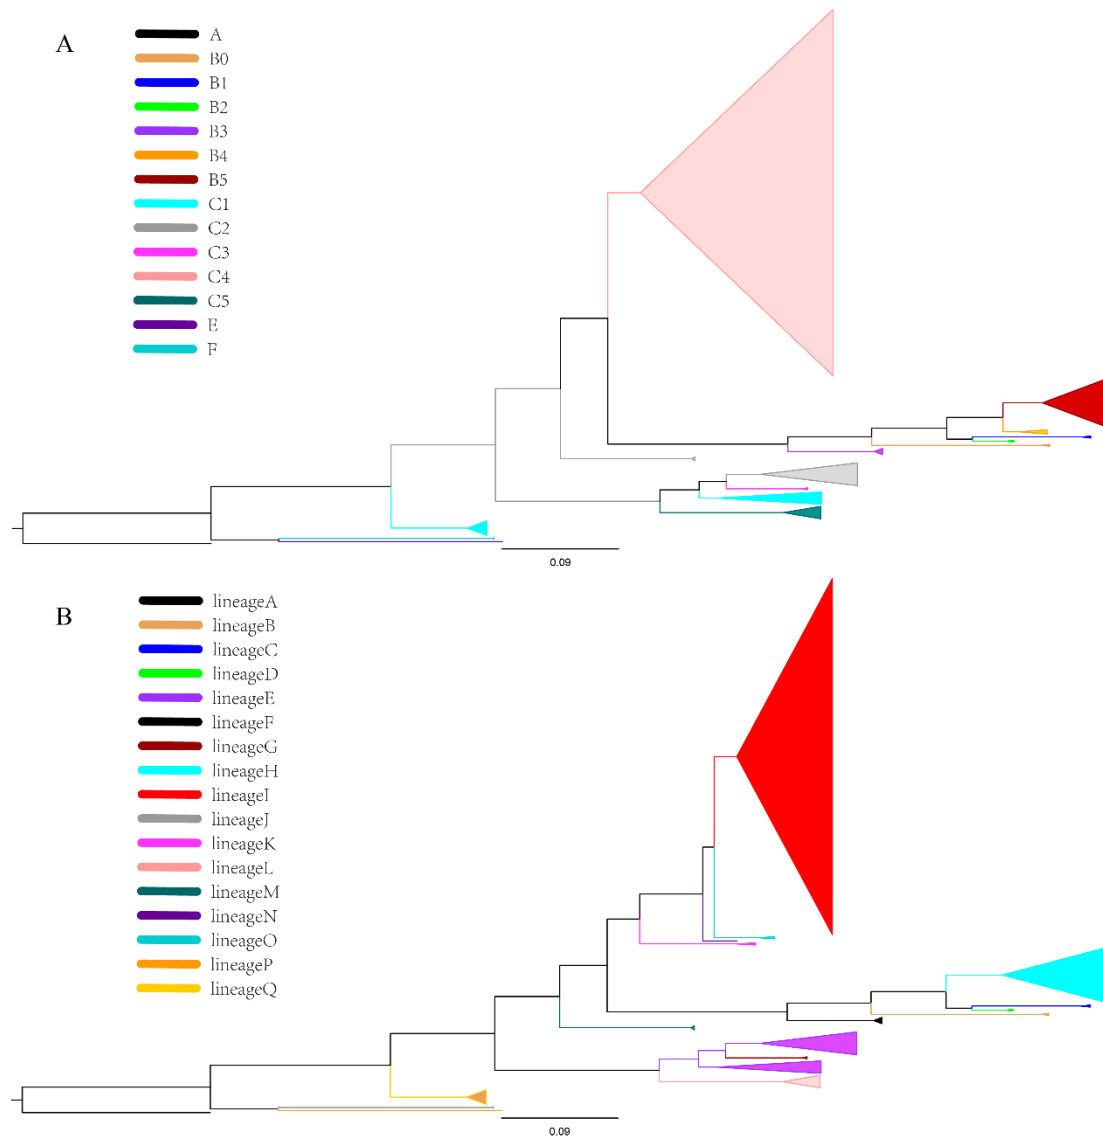 A
A
B0
B1
B2
B3
B4
B5
C1
C2
C3
C4
C5
E
F
0.09
B
lineageA
lineageB
lineageC
lineageD
lineageE
lineageF
lineageG
lineageH
lineageI
lineageJ
lineageK
lineageL
lineageM
lineageN
lineageO
lineageP
lineageQ
0.09